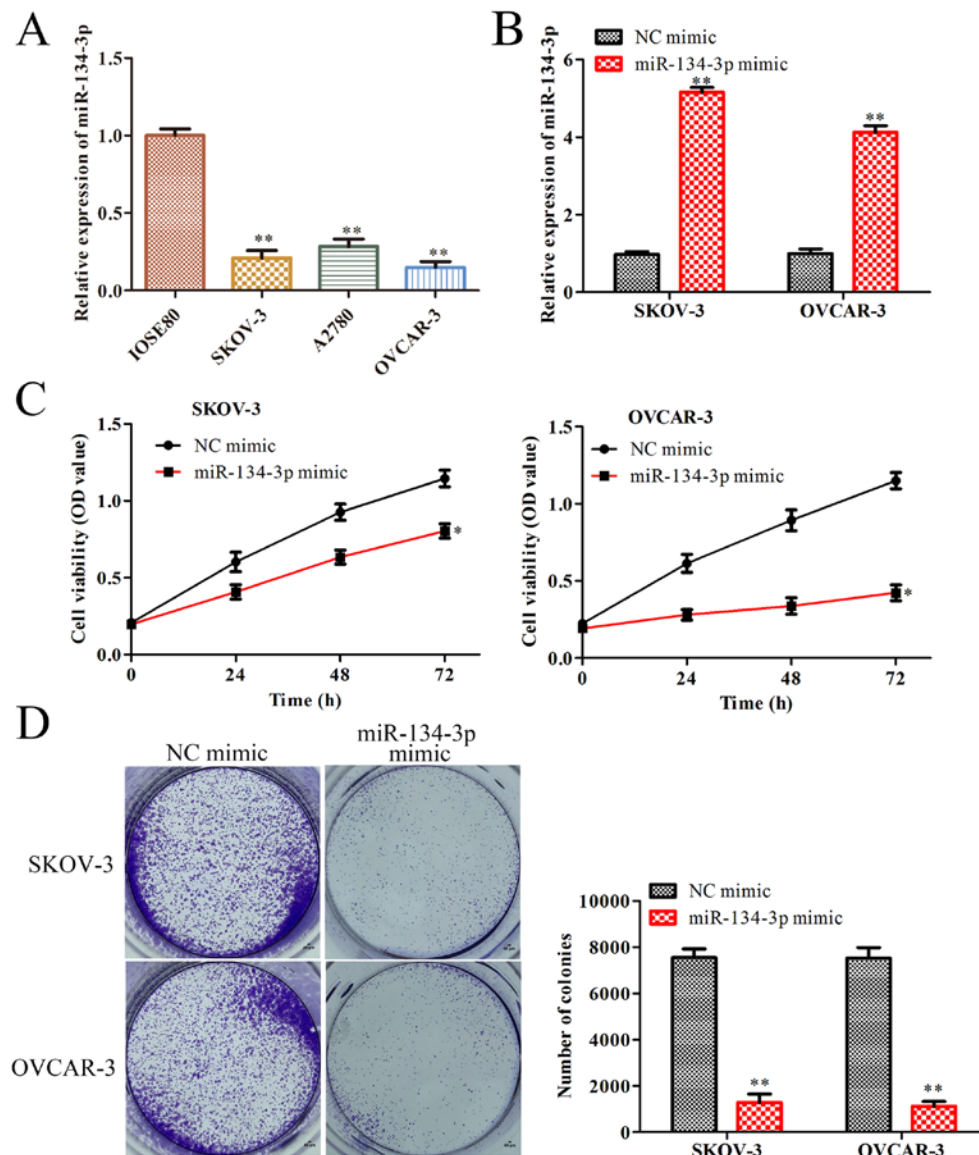 A
Relative expression of miR-134-3p
1.5
1.0
0.5
0.0
**
**
**
IOSE80
SKOV-3
A2780
OVCAR-3
B
Relative expression of miR-134-3p
NC mimic
miR-134-3p mimic
6
4
2
0
**
**
SKOV-3
OVCAR-3
C
SKOV-3
NC mimic
miR-134-3p mimic
Cell viability (OD value)
1.5
1.0
0.5
0.0
*
0 24 48 72
Time (h)
OVCAR-3
NC mimic
miR-134-3p mimic
Cell viability (OD value)
1.5
1.0
0.5
0.0
*
0 24 48 72
Time (h)
D
NC mimic
miR-134-3p
mimic
SKOV-3
OVCAR-3
NC mimic
miR-134-3p mimic
Number of colonies
10000
8000
6000
4000
2000
0
**
**
SKOV-3
OVCAR-3